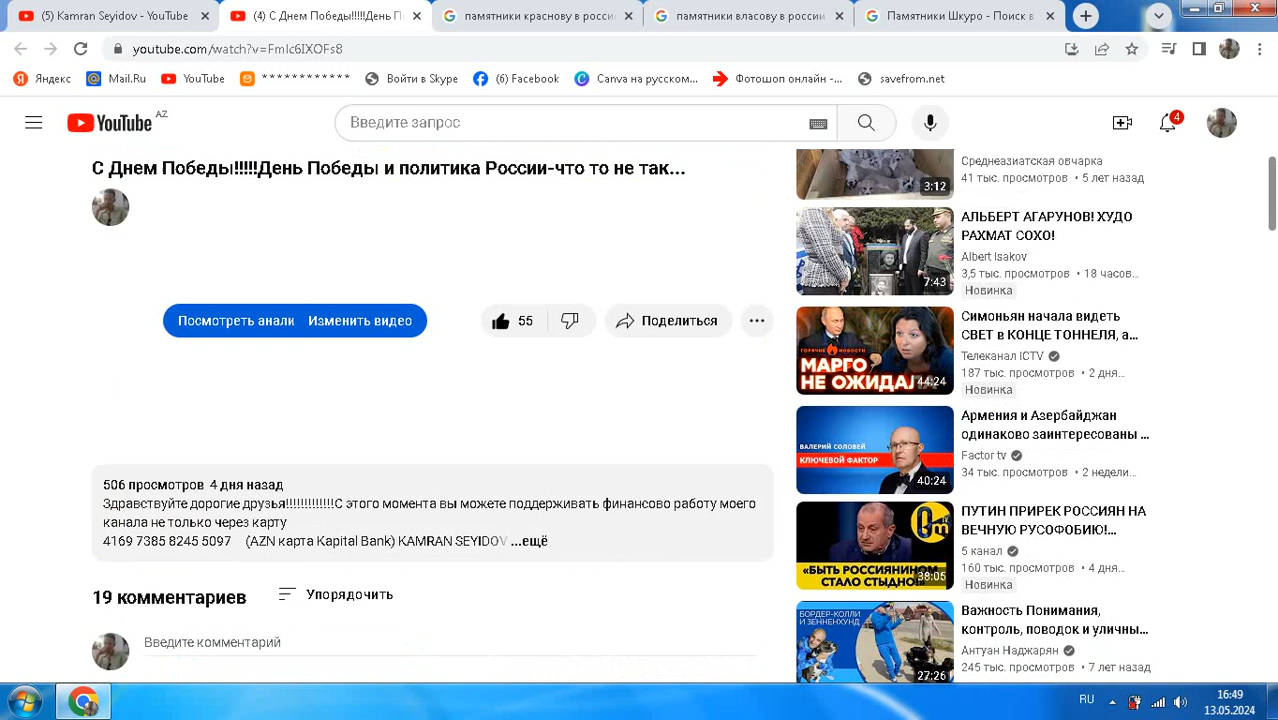 (5) Kamran Seyidov - YouTube
(4) С Днем Победы!!!!!День П
памятники краснову в росси
памятники власову в россии
Памятники Шкуро - Поиск в
youtube.com/watch?v=FmIc6IXOFs8
Яндекс
Mail.Ru
YouTube
* * * * * * * * * * * *
Войти в Skype
(6) Facebook
Canva на русском...
Фотошоп онлайн -...
savefrom.net
YouTube AZ
Введите запрос
4
С Днем Победы!!!!!День Победы и политика России-что то не так...
Посмотреть анали
Изменить видео
55
Поделиться
506 просмотров 4 дня назад
Здравствуйте дорогие друзья!!!!!!!!!!!!!С этого момента вы можете поддерживать финансово работу моего
канала не только через карту
4169 7385 8245 5097 (AZN карта Kapital Bank) KAMRAN SEYIDOV ...ещё
19 комментариев
Упорядочить
Введите комментарий
3:12
Среднеазиатская овчарка
41 тыс. просмотров • 5 лет назад
7:43
АЛЬБЕРТ АГАРУНОВ! ХУДО
РАХМАТ СОХО!
Albert Isakov
3,5 тыс. просмотров • 18 часов...
Новинка
ГОРЯЧИЕ НОВОСТИ
МАРГО
НЕ ОЖИДАЛ
44:24
Симоньян начала видеть
СВЕТ в КОНЦЕ ТОННЕЛЯ, а...
Телеканал ICTV
187 тыс. просмотров • 2 дня...
Новинка
ВАЛЕРИЙ СОЛОВЕЙ
КЛЮЧЕВОЙ ФАКТОР
40:24
Армения и Азербайджан
одинаково заинтересованы ...
Factor tv
34 тыс. просмотров • 2 недели...
«БЫТЬ РОССИЯНИНОМ
СТАЛО СТЫДНО!»
38:05
ПУТИН ПРИРЕК РОССИЯН НА
ВЕЧНУЮ РУСОФОБИЮ!...
5 канал
160 тыс. просмотров • 4 дня...
Новинка
БОРДЕР-КОЛЛИ
И ЗЕННЕНХУНД
27:26
Важность Понимания,
контроль, поводок и уличны...
Антуан Наджарян
245 тыс. просмотров • 7 лет назад
RU
16:49
13.05.2024